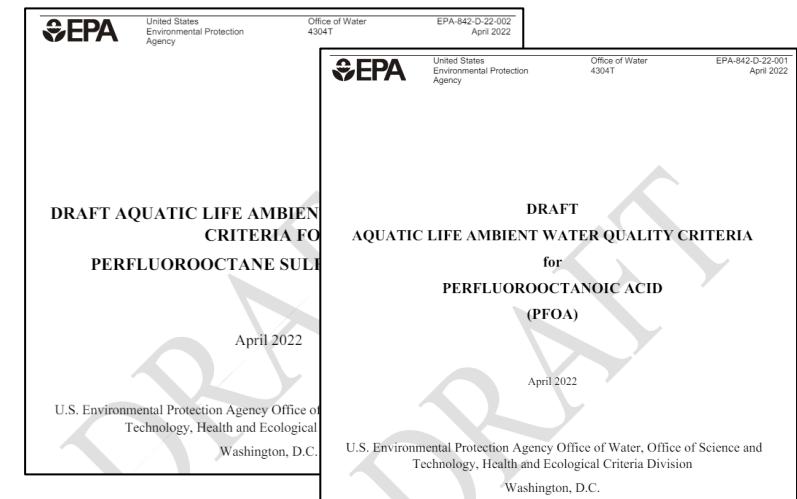 EPA
United States
Environmental Protection
Agency
Office of Water
4304T
EPA-842-D-22-002
April 2022
DRAFT AQUATIC LIFE AMBIEN
CRITERIA FO
PERFLUOROOCTANE SULF
April 2022
U.S. Environmental Protection Agency Office of
Technology, Health and Ecological
Washington, D.C.
DRAFT
EPA
United States
Environmental Protection
Agency
Office of Water
4304T
EPA-842-D-22-001
April 2022
DRAFT
AQUATIC LIFE AMBIENT WATER QUALITY CRITERIA
for
PERFLUOROOCTANOIC ACID
(PFOA)
April 2022
U.S. Environmental Protection Agency Office of Water, Office of Science and
Technology, Health and Ecological Criteria Division
Washington, D.C.
DRAFT